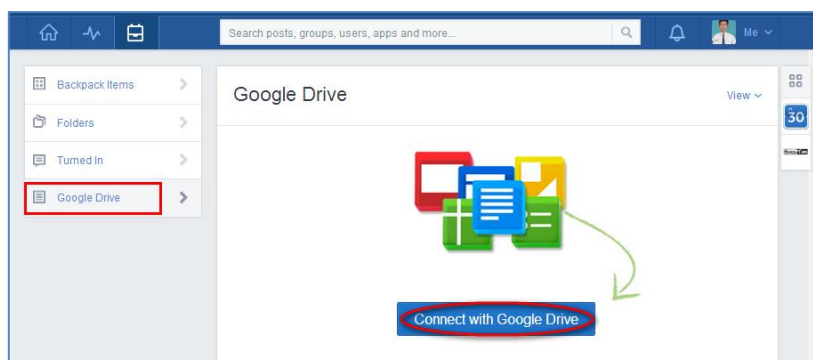 Search posts, groups, users, apps and more...
Me
Backpack Items
Folders
Turned In
Google Drive
Google Drive
View
30
Connect with Google Drive